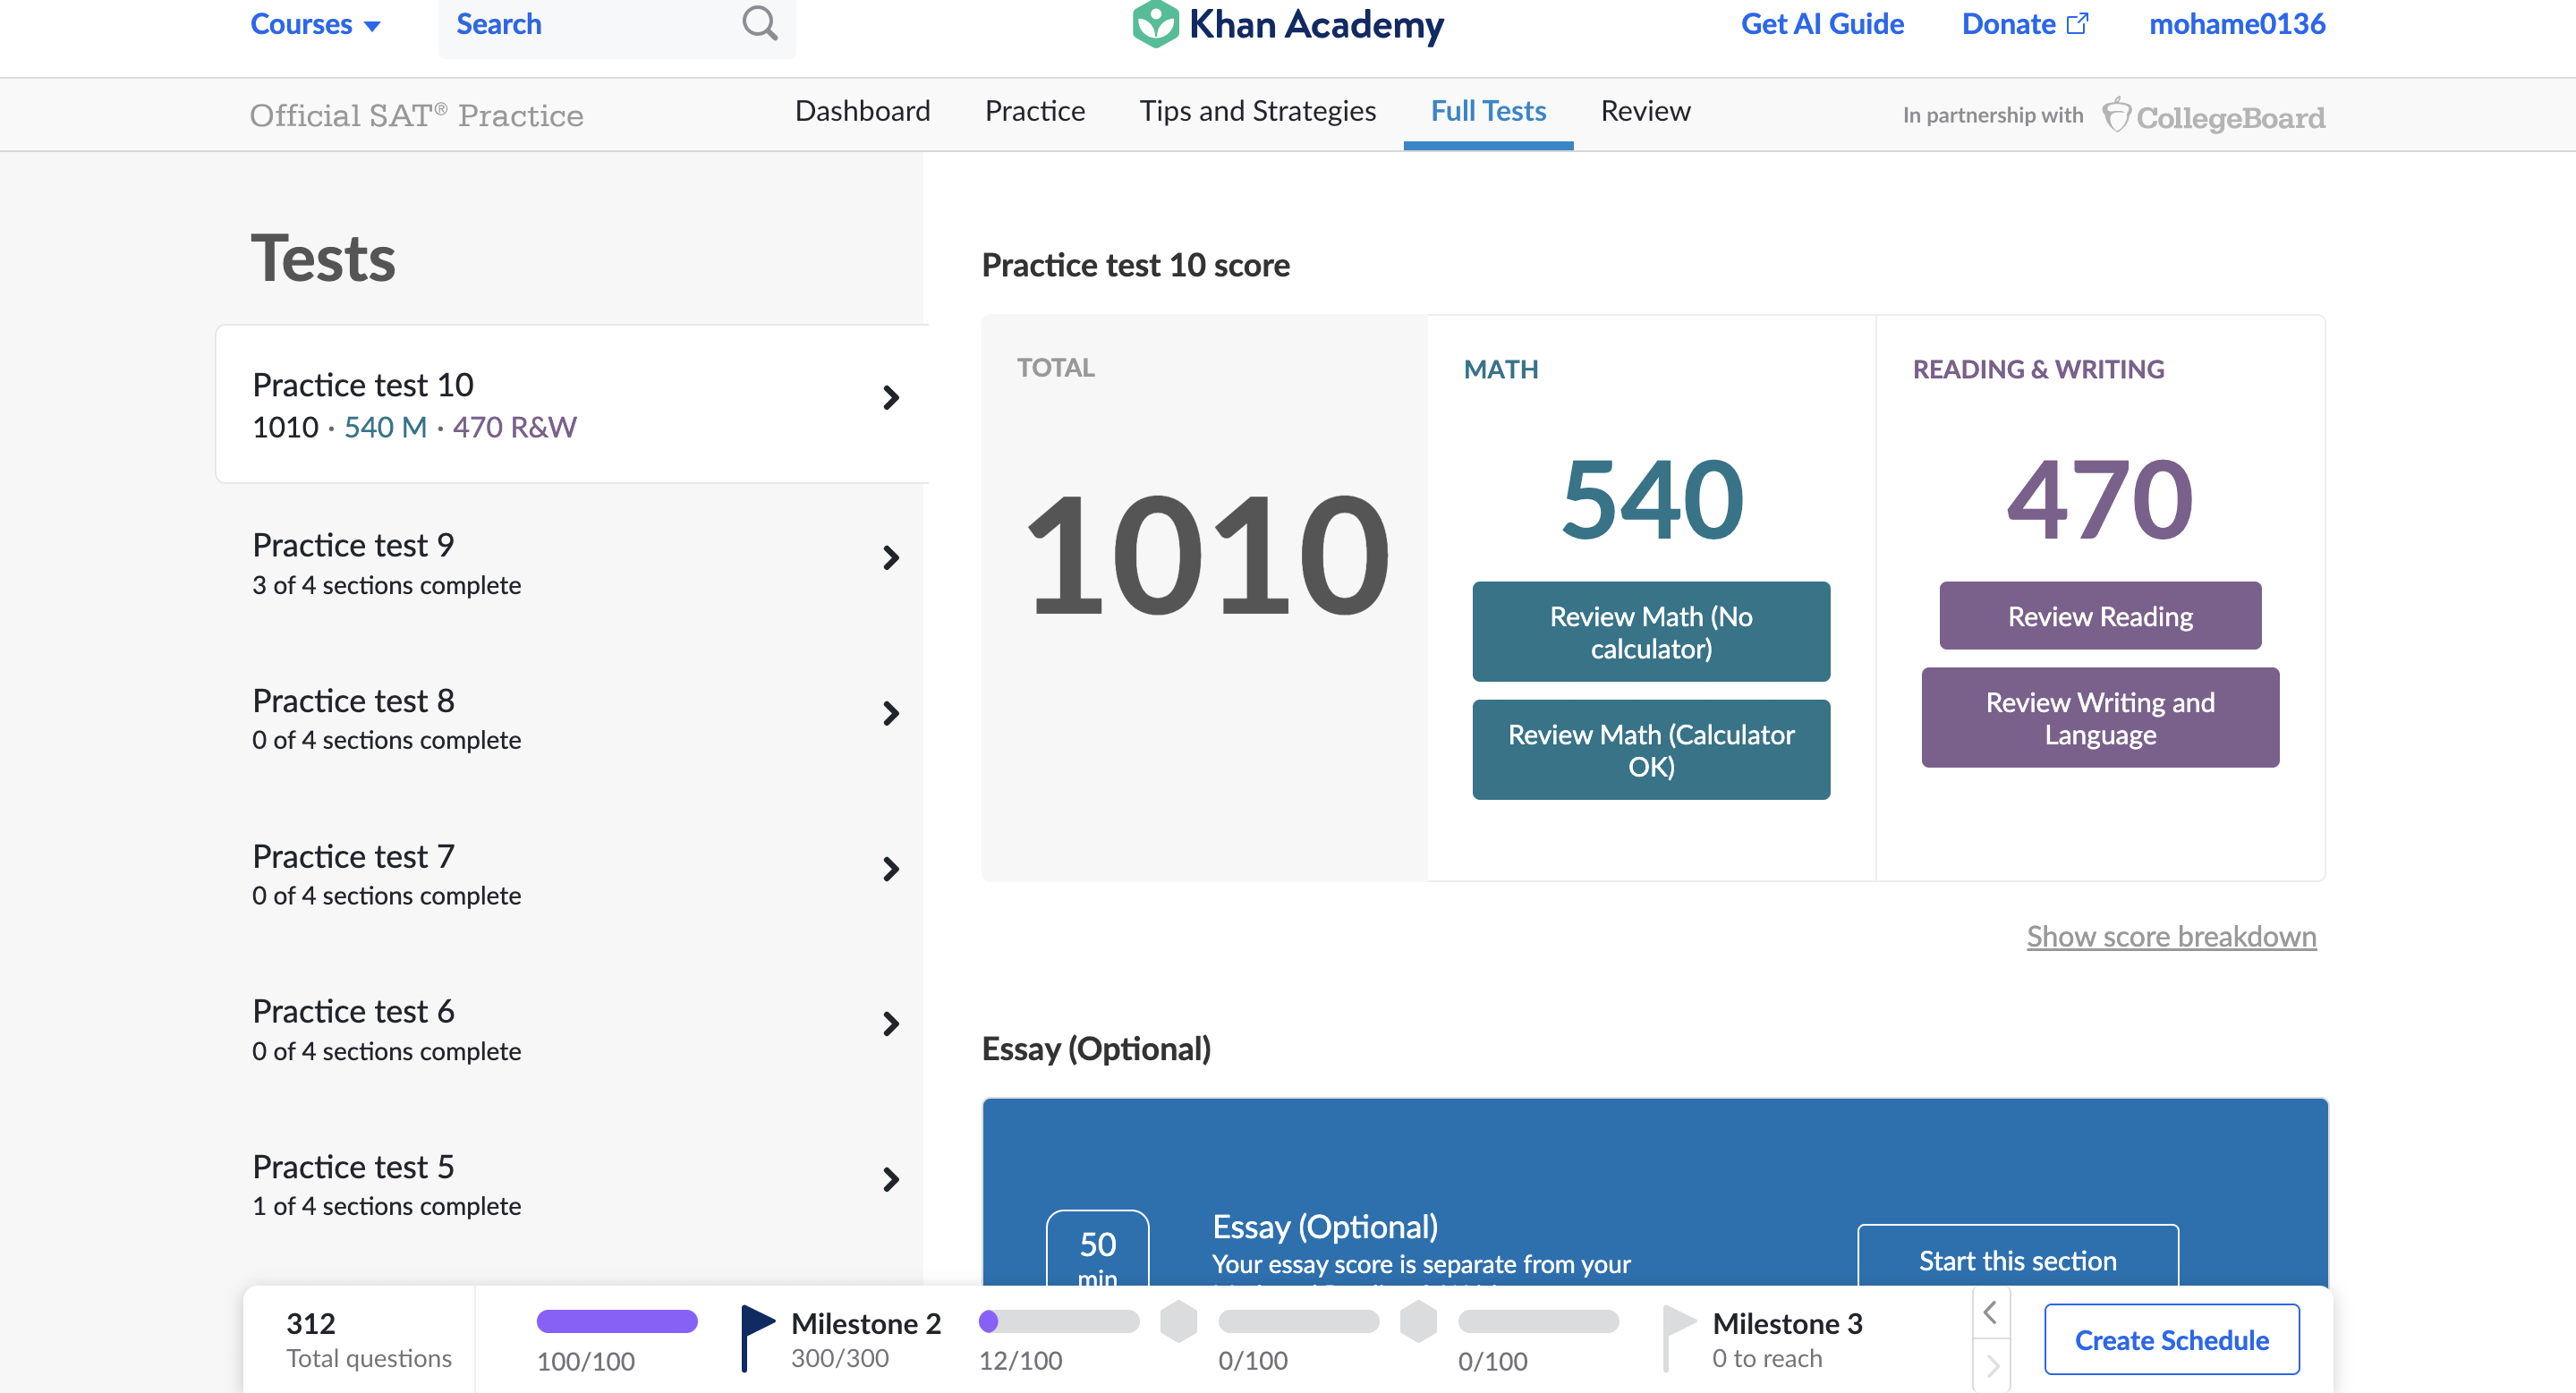 Courses
Search
Khan Academy
Get AI Guide
Donate
mohame0136
Official SAT® Practice
Dashboard
Practice
Tips and Strategies
Full Tests
Review
In partnership with
CollegeBoard
Tests
Practice test 10
1010 · 540 M · 470 R&W
Practice test 9
3 of 4 sections complete
Practice test 8
0 of 4 sections complete
Practice test 7
0 of 4 sections complete
Practice test 6
0 of 4 sections complete
Practice test 5
1 of 4 sections complete
Practice test 10 score
TOTAL
1010
MATH
540
Review Math (No
calculator)
Review Math (Calculator
OK)
READING & WRITING
470
Review Reading
Review Writing and
Language
Show score breakdown
Essay (Optional)
50
min
Essay (Optional)
Your essay score is separate from your
Start this section
312
Total questions
100/100
Milestone 2
300/300
12/100
0/100
0/100
Milestone 3
0 to reach
Create Schedule